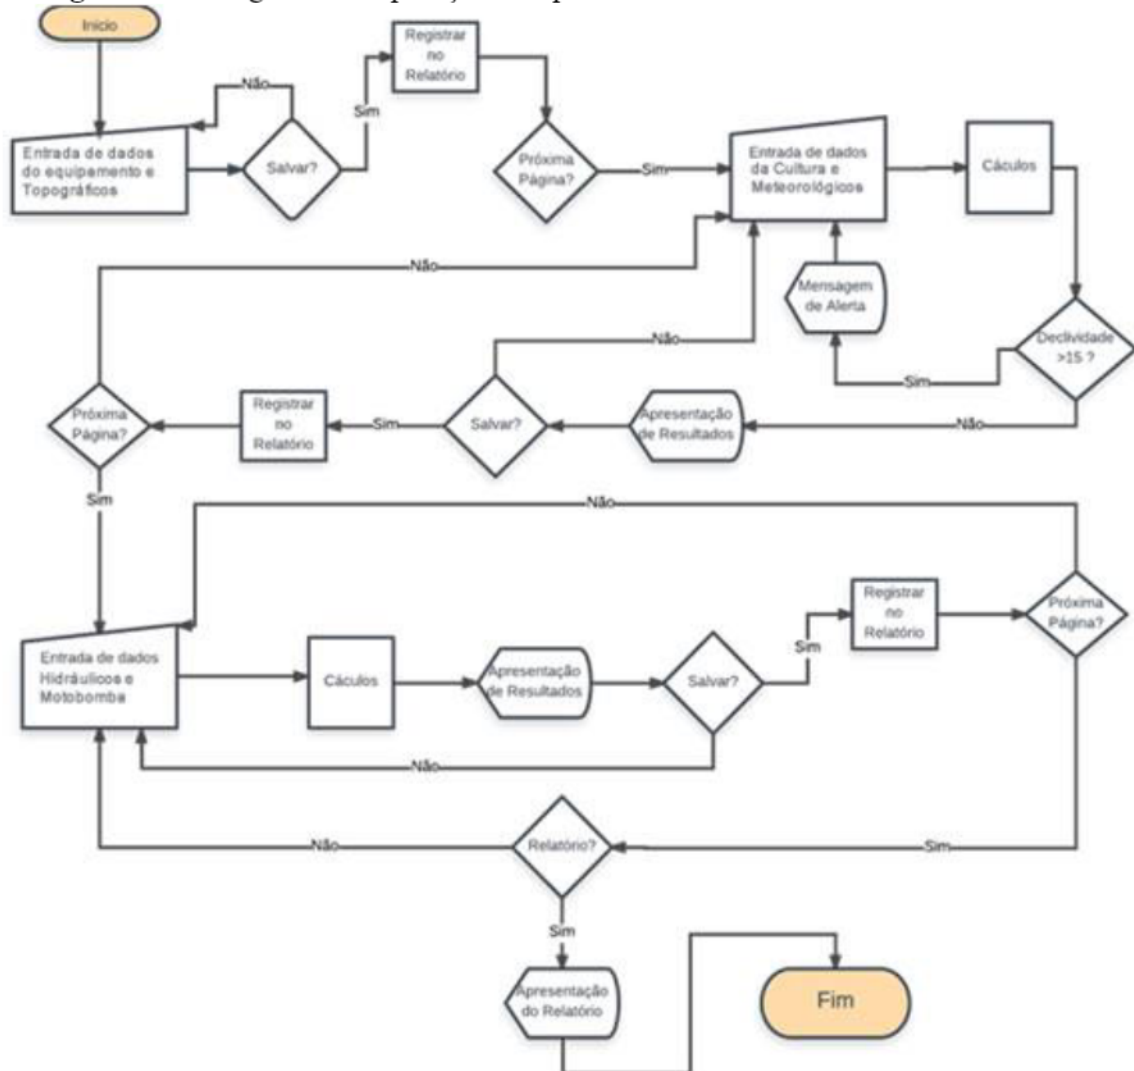 Início
Não
Registrar
no
Relatório
Sim
Entrada de dados
do equipamento e
Topográficos
Salvar?
Próxima
Página?
Sim
Entrada de dados
da Cultura e
Meteorológicos
Cáculos
Não
Mensagem
de Alerta
Não
Declividade
>15 ?
Sim
Próxima
Página?
Registrar
no
Relatório
Sim
Salvar?
Apresentação
de Resultados
Não
Sim
Não
Registrar
no
Relatório
Próxima
Página?
Entrada de dados
Hidráulicos e
Motobomba
Cáculos
Apresentação
de Resultados
Salvar?
Sim
Não
Não
Relatório?
Sim
Sim
Apresentação
do Relatório
Fim